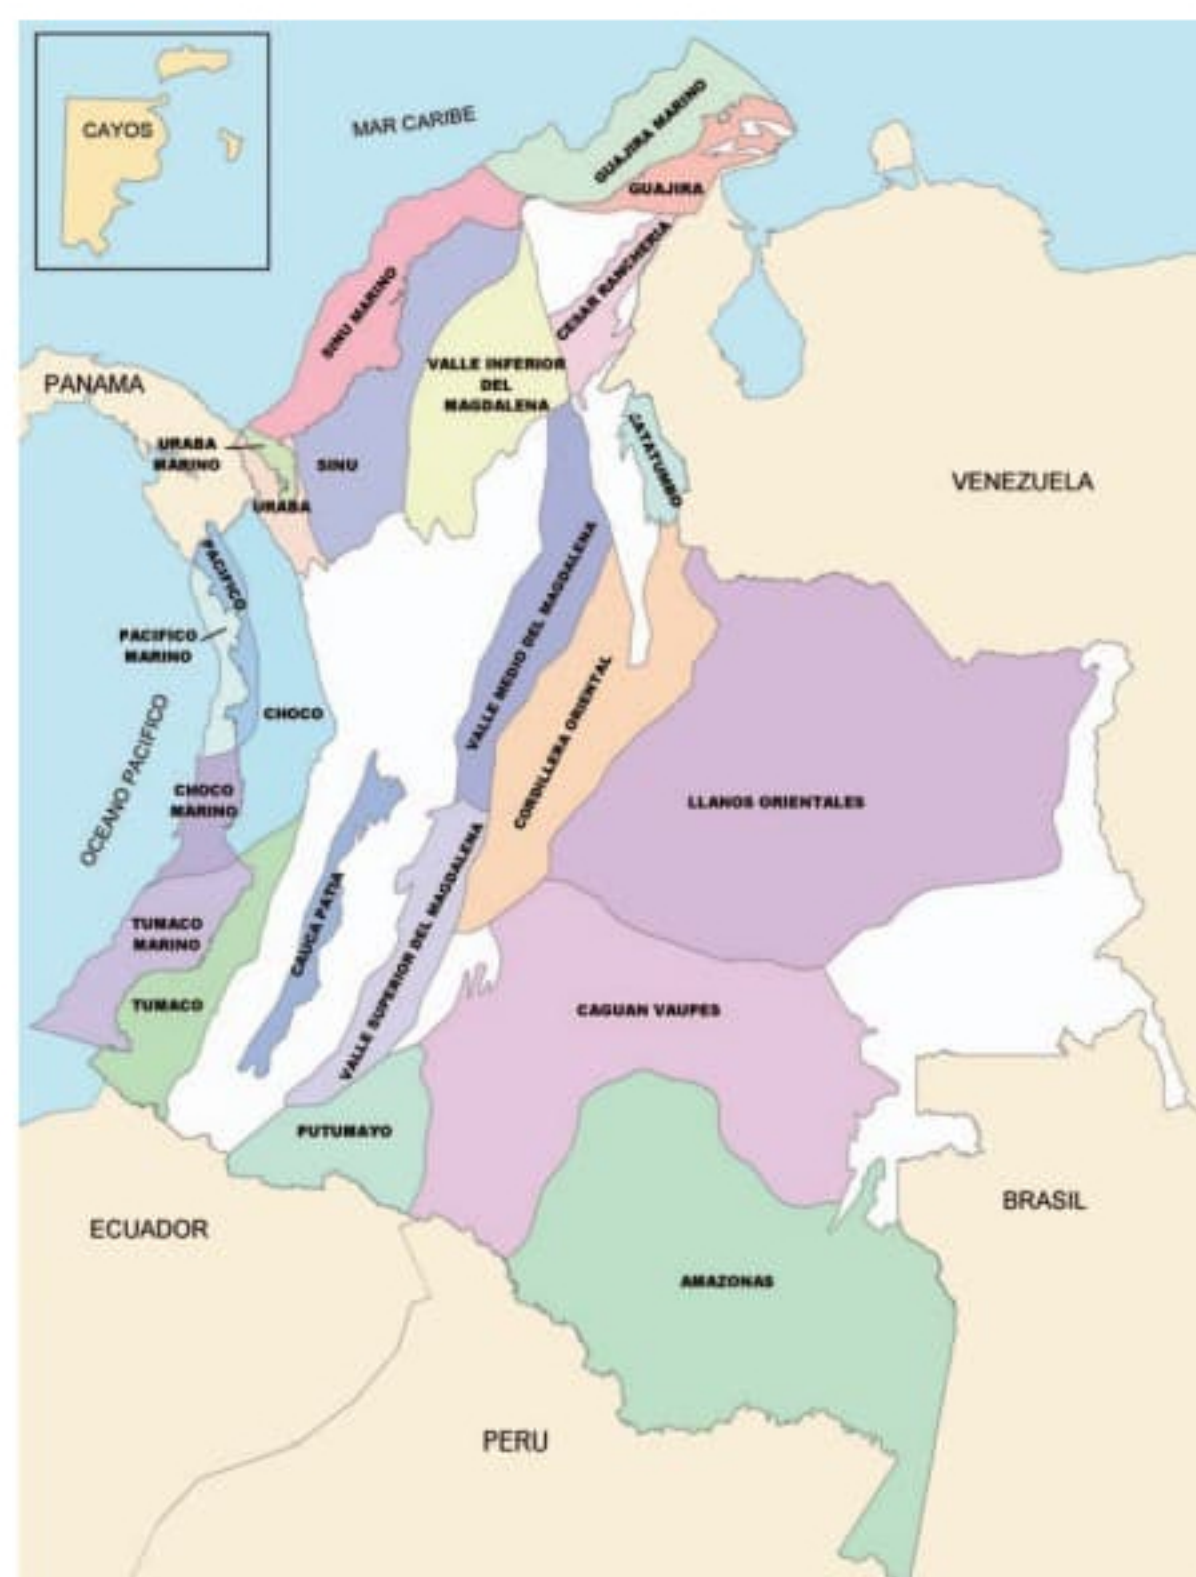 CAYOS
MAR CARIBE
GUAJIRA MARINO
GUAJIRA
CESAR RANCHERIA
SINU MARINO
VALLE INFERIOR
DEL
MAGDALENA
PANAMA
URABA
MARINO
SINU
CATATUMBO
VENEZUELA
URABA
PACIFICO
PACIFICO
MARINO
VALLE MEDIO DEL MAGDALENA
OCEANO PACIFICO
CHOCO
CORDILLERA ORIENTAL
CHOCO
MARINO
LLANOS ORIENTALES
CAUCA PATIA
VALLE SUPERIOR DEL MAGDALENA
TUMACO
MARINO
TUMACO
CAGUAN VAUPES
PUTUMAYO
ECUADOR
BRASIL
AMAZONAS
PERU